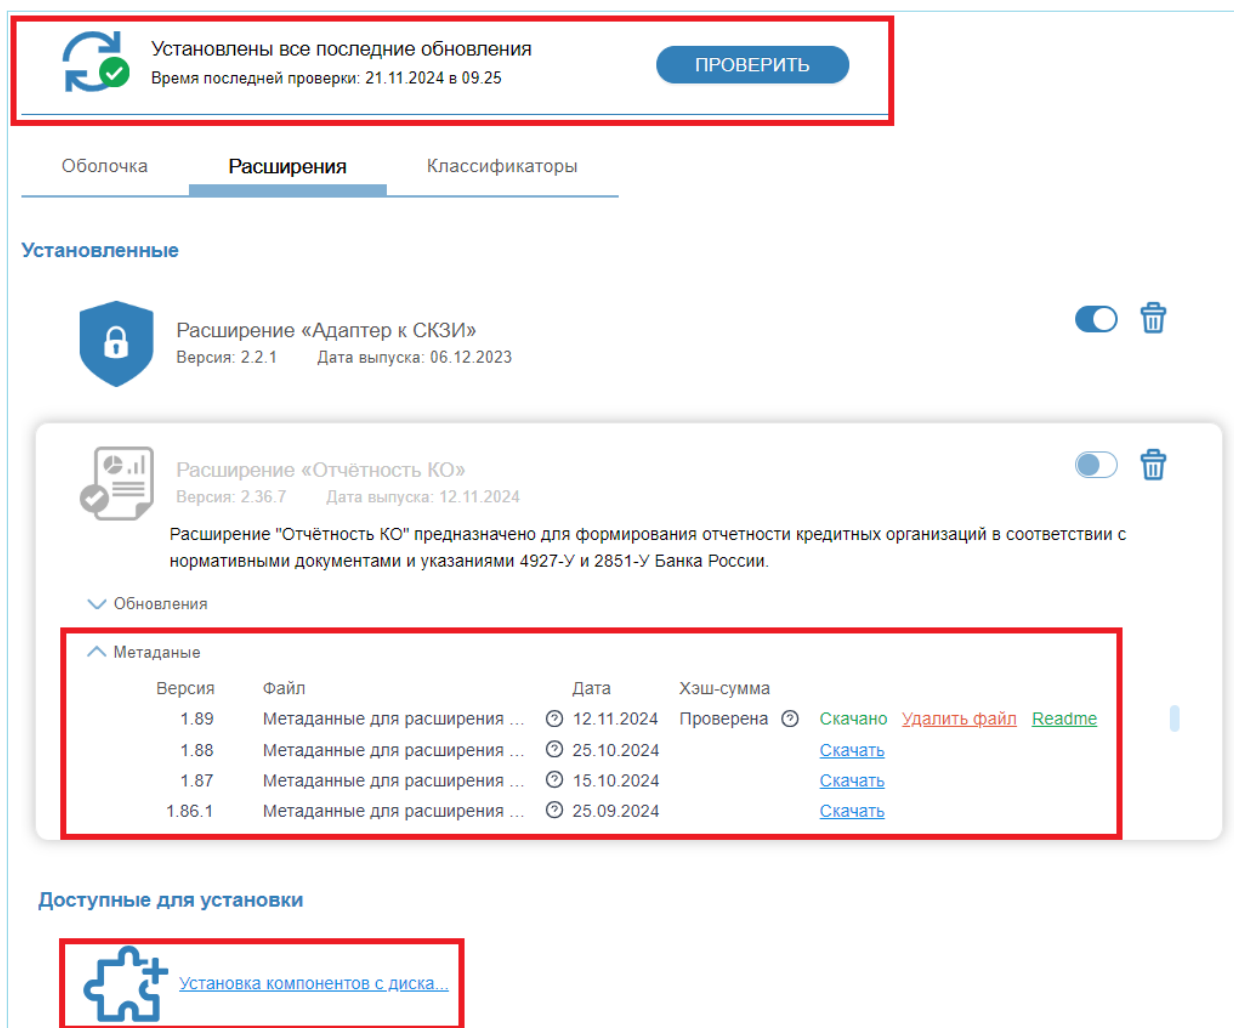 Установлены все последние обновления
Время последней проверки: 21.11.2024 в 09.25
ПРОВЕРИТЬ
Оболочка Расширения Классификаторы
Установленные
Расширение «Адаптер к СКЗИ»
Версия: 2.2.1 Дата выпуска: 06.12.2023
Расширение «Отчётность КО»
Версия: 2.36.7 Дата выпуска: 12.11.2024
Расширение "Отчётность КО" предназначено для формирования отчетности кредитных организаций в соответствии с
нормативными документами и указаниями 4927-У и 2851-У Банка России.
Обновления
Метаданые
Версия Файл Дата Хэш-сумма
1.89 Метаданные для расширения ... ? 12.11.2024 Проверена ? Скачано Удалить файл Readme
1.88 Метаданные для расширения ... ? 25.10.2024 Скачать
1.87 Метаданные для расширения ... ? 15.10.2024 Скачать
1.86.1 Метаданные для расширения ... ? 25.09.2024 Скачать
Доступные для установки
Установка компонентов с диска...